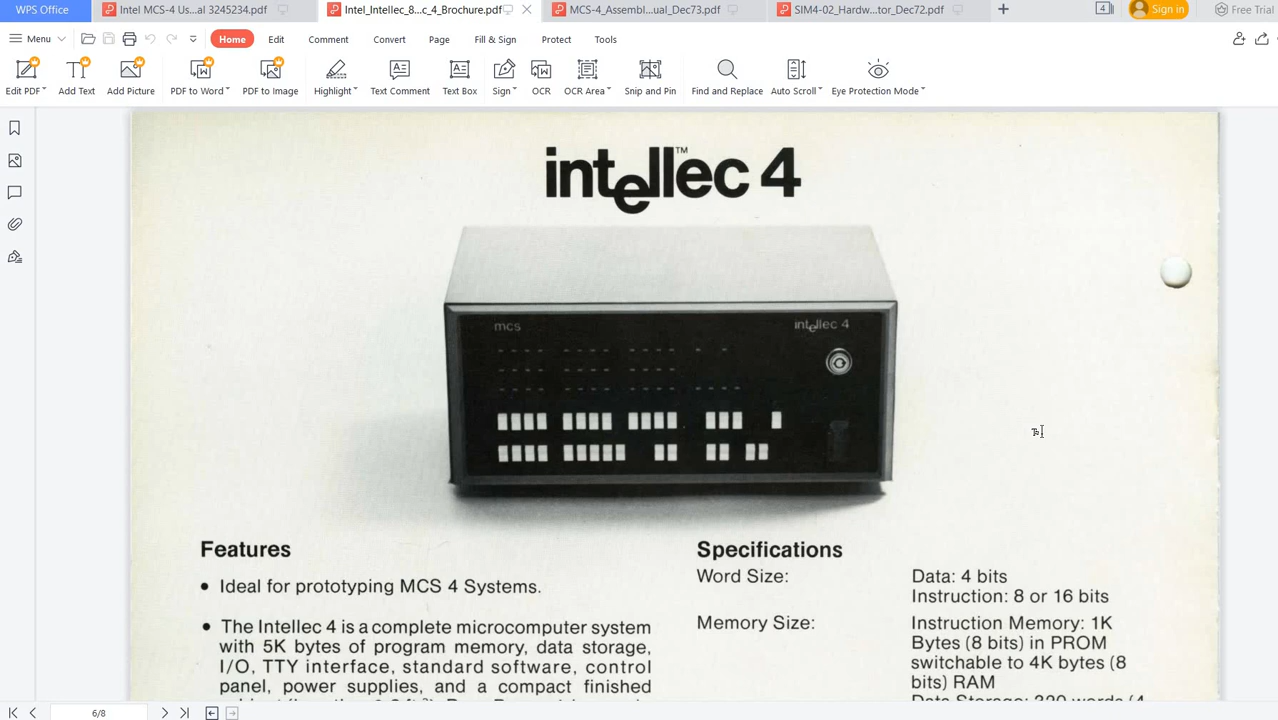 WPS Office
Intel MCS-4 Us...al 3245234.pdf
Intel_Intellec_8...c_4_Brochure.pdf
MCS-4_Assembl...ual_Dec73.pdf
SIM4-02_Hardw...tor_Dec72.pdf
4
Sign in
Free Trial
Menu
Home
Edit
Comment
Convert
Page
Fill & Sign
Protect
Tools
Edit PDF
Add Text
Add Picture
PDF to Word
PDF to Image
Highlight
Text Comment
Text Box
Sign
OCR
OCR Area
Snip and Pin
Find and Replace
Auto Scroll
Eye Protection Mode
intellec 4™
mcs
intellec 4
Features
• Ideal for prototyping MCS 4 Systems.
• The Intellec 4 is a complete microcomputer system
with 5K bytes of program memory, data storage,
I/O, TTY interface, standard software, control
panel, power supplies, and a compact finished
Specifications
Word Size:
Data: 4 bits
Instruction: 8 or 16 bits
Memory Size:
Instruction Memory: 1K
Bytes (8 bits) in PROM
switchable to 4K bytes (8
bits) RAM
Data Storage: 320 words (4
6/8